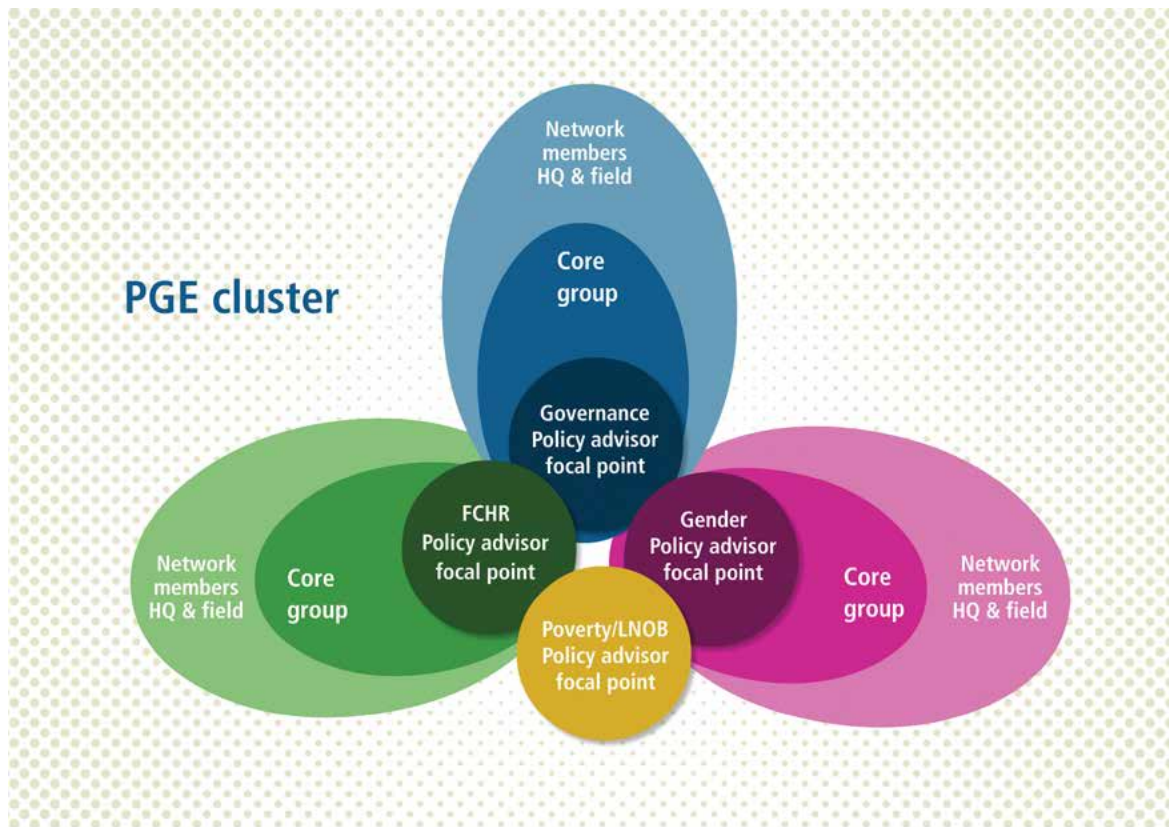 Network
members
HQ & field
Core
group
PGE cluster
Governance
Policy advisor
focal point
FCHR
Policy advisor
focal point
Gender
Policy advisor
focal point
Network
members
HQ & field
Core
group
Core
group
Network
members
HQ & field
Poverty/LNOB
Policy advisor
focal point